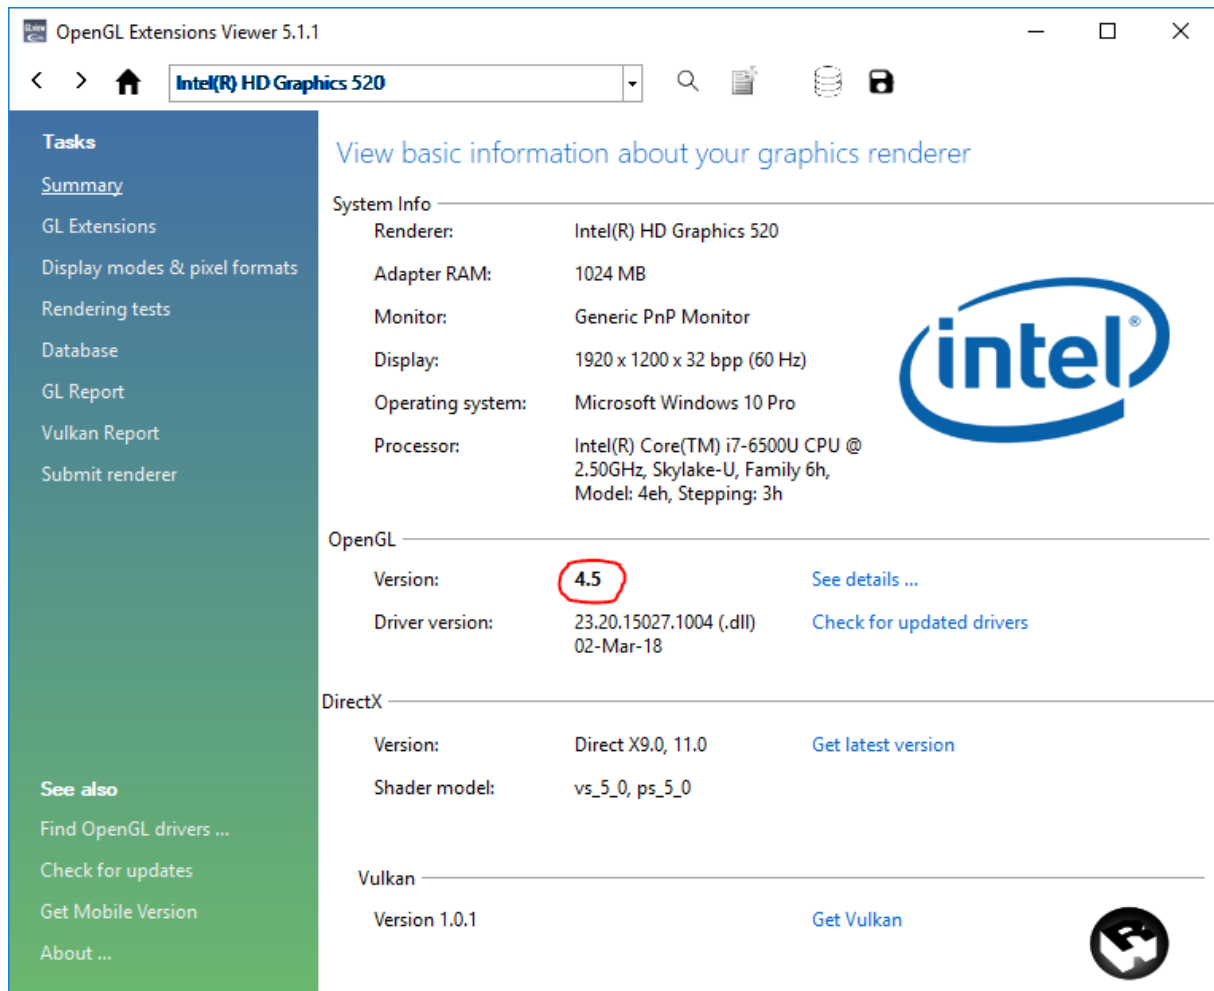 OpenGL Extensions Viewer 5.1.1
Intel(R) HD Graphics 520
Tasks
Summary
GL Extensions
Display modes & pixel formats
Rendering tests
Database
GL Report
Vulkan Report
Submit renderer
See also
Find OpenGL drivers ...
Check for updates
Get Mobile Version
About ...
View basic information about your graphics renderer
System Info
Renderer: Intel(R) HD Graphics 520
Adapter RAM: 1024 MB
Monitor: Generic PnP Monitor
Display: 1920 x 1200 x 32 bpp (60 Hz)
Operating system: Microsoft Windows 10 Pro
Processor: Intel(R) Core(TM) i7-6500U CPU @
2.50GHz, Skylake-U, Family 6h,
Model: 4eh, Stepping: 3h
intel®
OpenGL
Version: 4.5 See details ...
Driver version: 23.20.15027.1004 (.dll) Check for updated drivers
02-Mar-18
DirectX
Version: Direct X9.0, 11.0 Get latest version
Shader model: vs_5_0, ps_5_0
Vulkan
Version 1.0.1 Get Vulkan